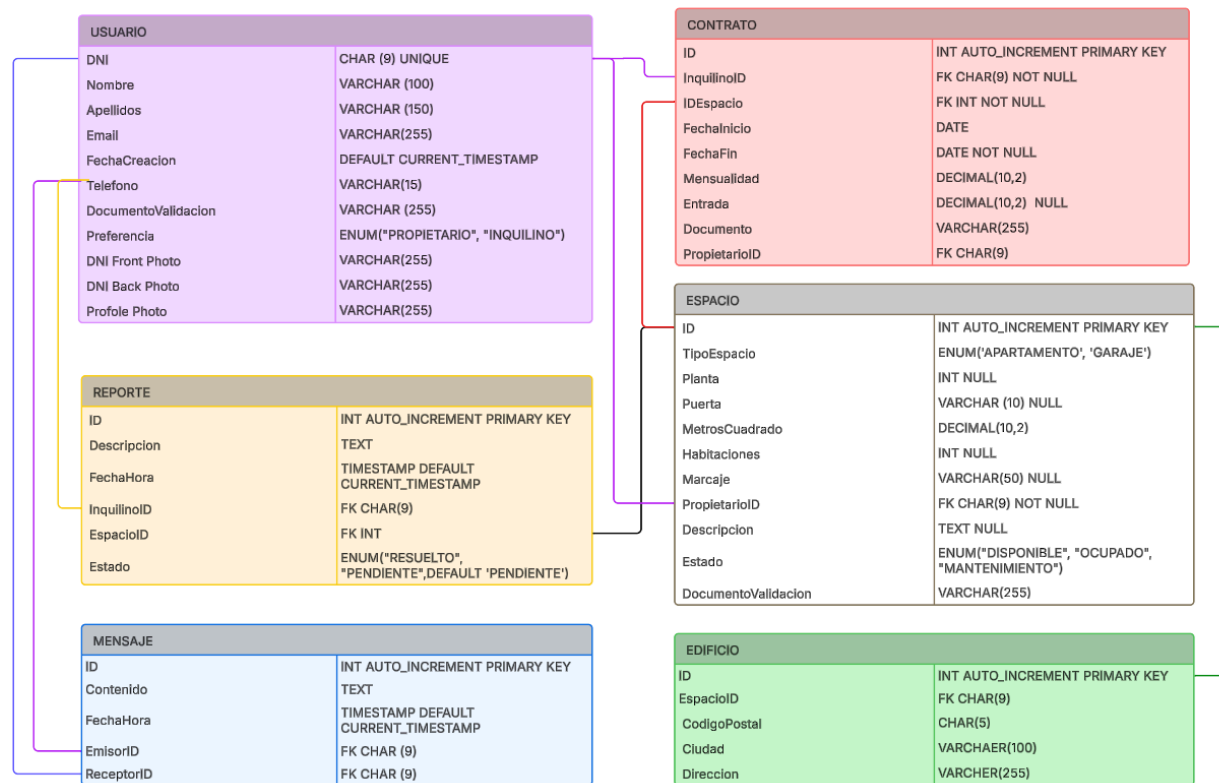 USUARIO
DNI CHAR (9) UNIQUE
Nombre VARCHAR (100)
Apellidos VARCHAR (150)
Email VARCHAR(255)
FechaCreacion DEFAULT CURRENT_TIMESTAMP
Telefono VARCHAR(15)
DocumentoValidacion VARCHAR (255)
Preferencia ENUM("PROPIETARIO", "INQUILINO")
DNI Front Photo VARCHAR(255)
DNI Back Photo VARCHAR(255)
Profole Photo VARCHAR(255)
REPORTE
ID INT AUTO_INCREMENT PRIMARY KEY
Descripcion TEXT
FechaHora TIMESTAMP DEFAULT
CURRENT_TIMESTAMP
InquilinoID FK CHAR(9)
EspacioID FK INT
Estado ENUM("RESUELTO",
"PENDIENTE",DEFAULT 'PENDIENTE')
MENSAJE
ID INT AUTO_INCREMENT PRIMARY KEY
Contenido TEXT
FechaHora TIMESTAMP DEFAULT
CURRENT_TIMESTAMP
EmisorID FK CHAR (9)
ReceptorID FK CHAR (9)
CONTRATO
ID INT AUTO_INCREMENT PRIMARY KEY
InquilinoID FK CHAR(9) NOT NULL
IDEspacio FK INT NOT NULL
FechaInicio DATE
FechaFin DATE NOT NULL
Mensualidad DECIMAL(10,2)
Entrada DECIMAL(10,2) NULL
Documento VARCHAR(255)
PropietarioID FK CHAR(9)
ESPACIO
ID INT AUTO_INCREMENT PRIMARY KEY
TipoEspacio ENUM('APARTAMENTO', 'GARAJE')
Planta INT NULL
Puerta VARCHAR (10) NULL
MetrosCuadrado DECIMAL(10,2)
Habitaciones INT NULL
Marcaje VARCHAR(50) NULL
PropietarioID FK CHAR(9) NOT NULL
Descripcion TEXT NULL
Estado ENUM("DISPONIBLE", "OCUPADO",
"MANTENIMIENTO")
DocumentoValidacion VARCHAR(255)
EDIFICIO
ID INT AUTO_INCREMENT PRIMARY KEY
EspacioID FK CHAR(9)
CodigoPostal CHAR(5)
Ciudad VARCHAER(100)
Direccion VARCHER(255)